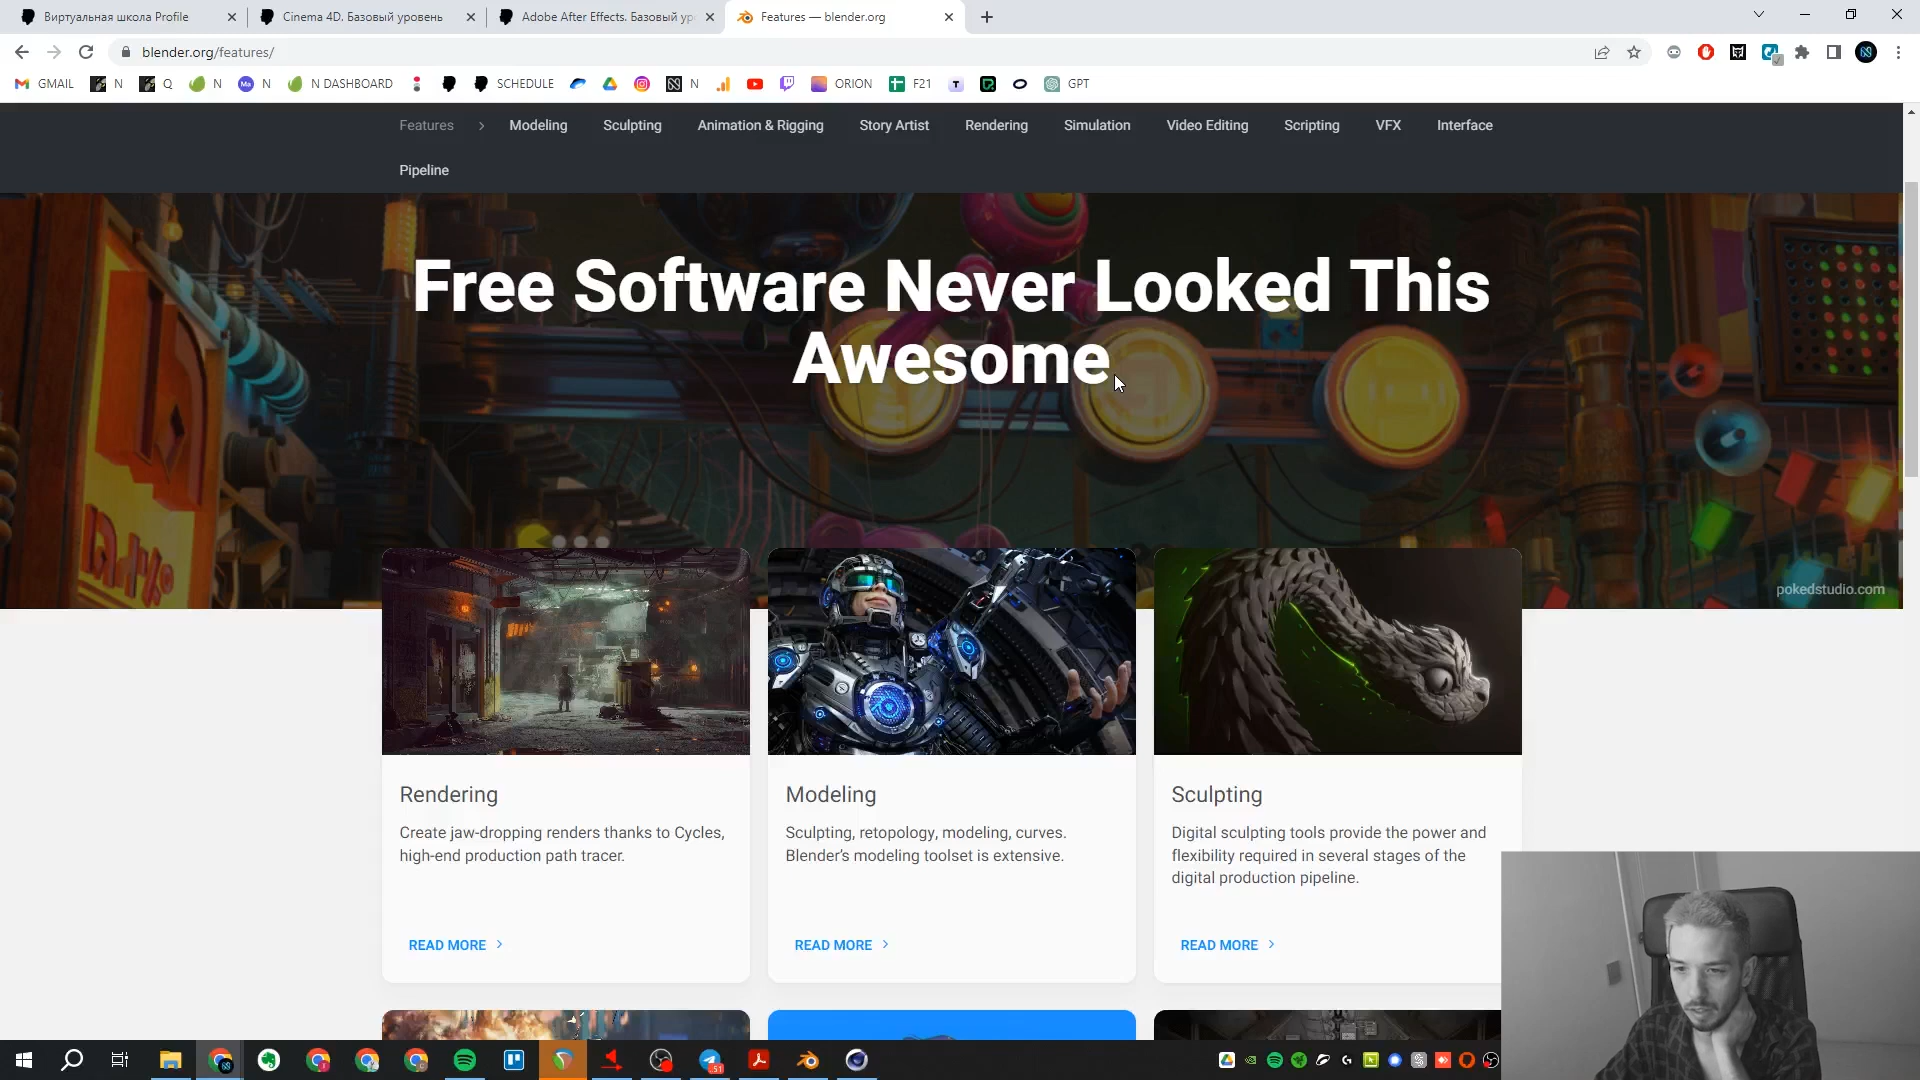 Виртуальная школа Profile
Cinema 4D. Базовый уровень
Adobe After Effects. Базовый ур
Features — blender.org
blender.org/features/
GMAIL
N
Q
N
Ma
N
N DASHBOARD
SCHEDULE
N
ORION
F21
T
GPT
Features
Modeling
Sculpting
Animation & Rigging
Story Artist
Rendering
Simulation
Video Editing
Scripting
VFX
Interface
Pipeline
Free Software Never Looked This
Awesome
pokedstudio.com
Rendering
Create jaw-dropping renders thanks to Cycles,
high-end production path tracer.
READ MORE
Modeling
Sculpting, retopology, modeling, curves.
Blender's modeling toolset is extensive.
READ MORE
Sculpting
Digital sculpting tools provide the power and
flexibility required in several stages of the
digital production pipeline.
READ MORE
51